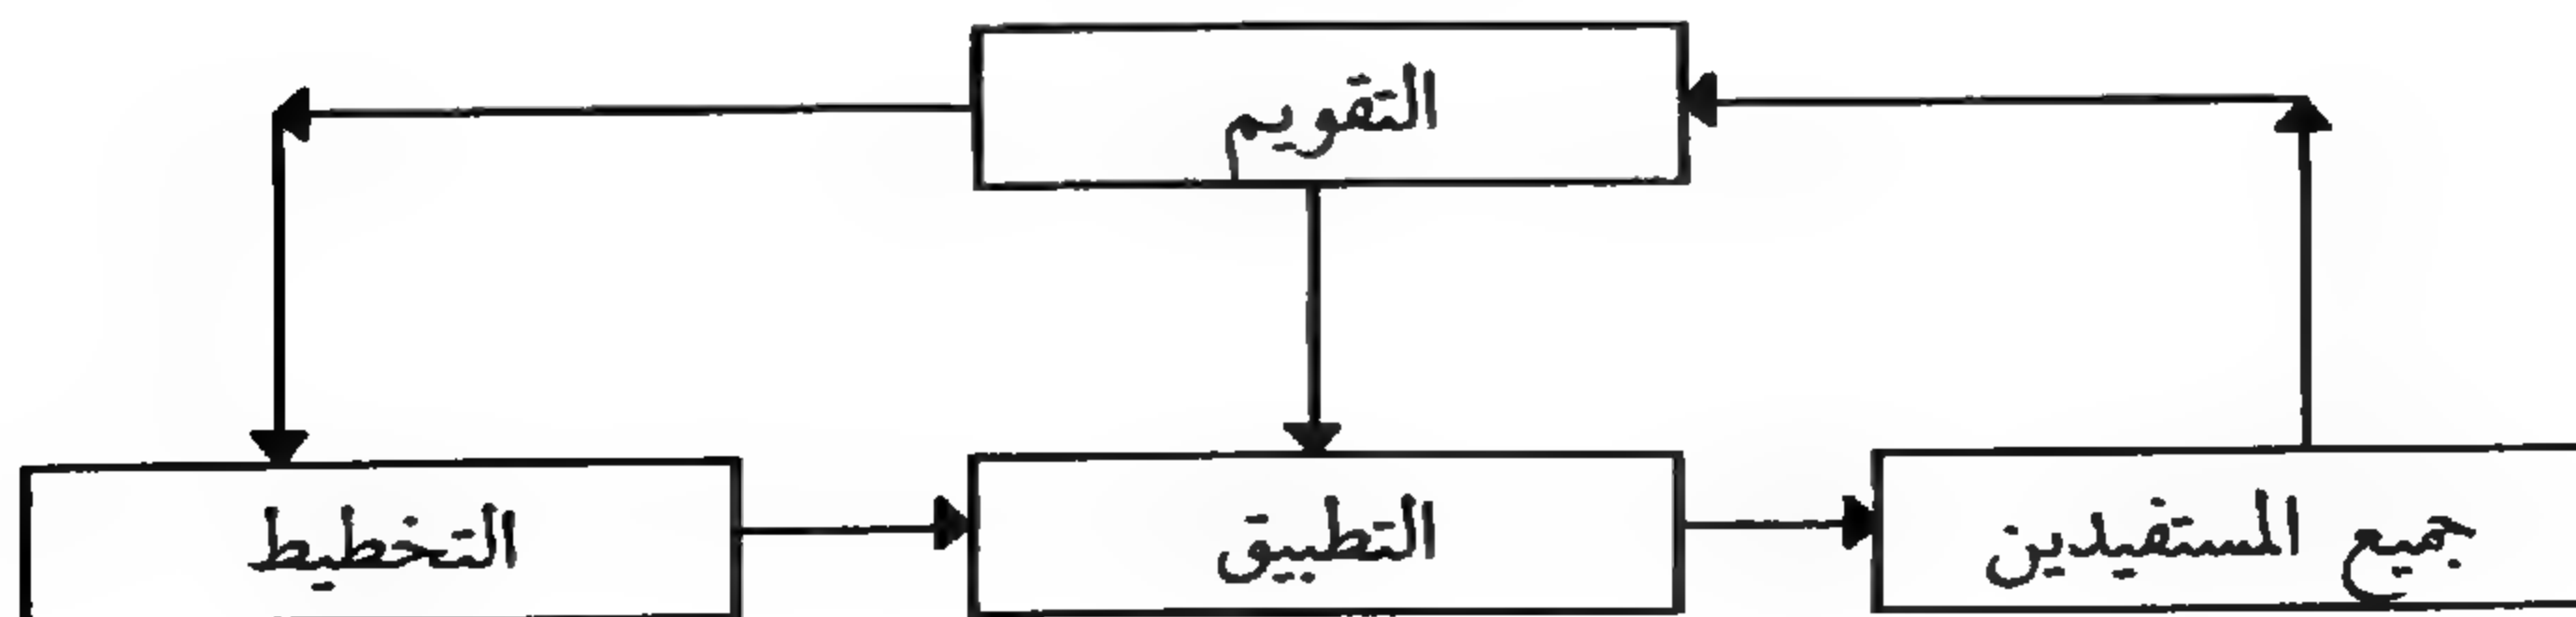 التقويم
جميع المستفيدين
التطبيق
التخطيط